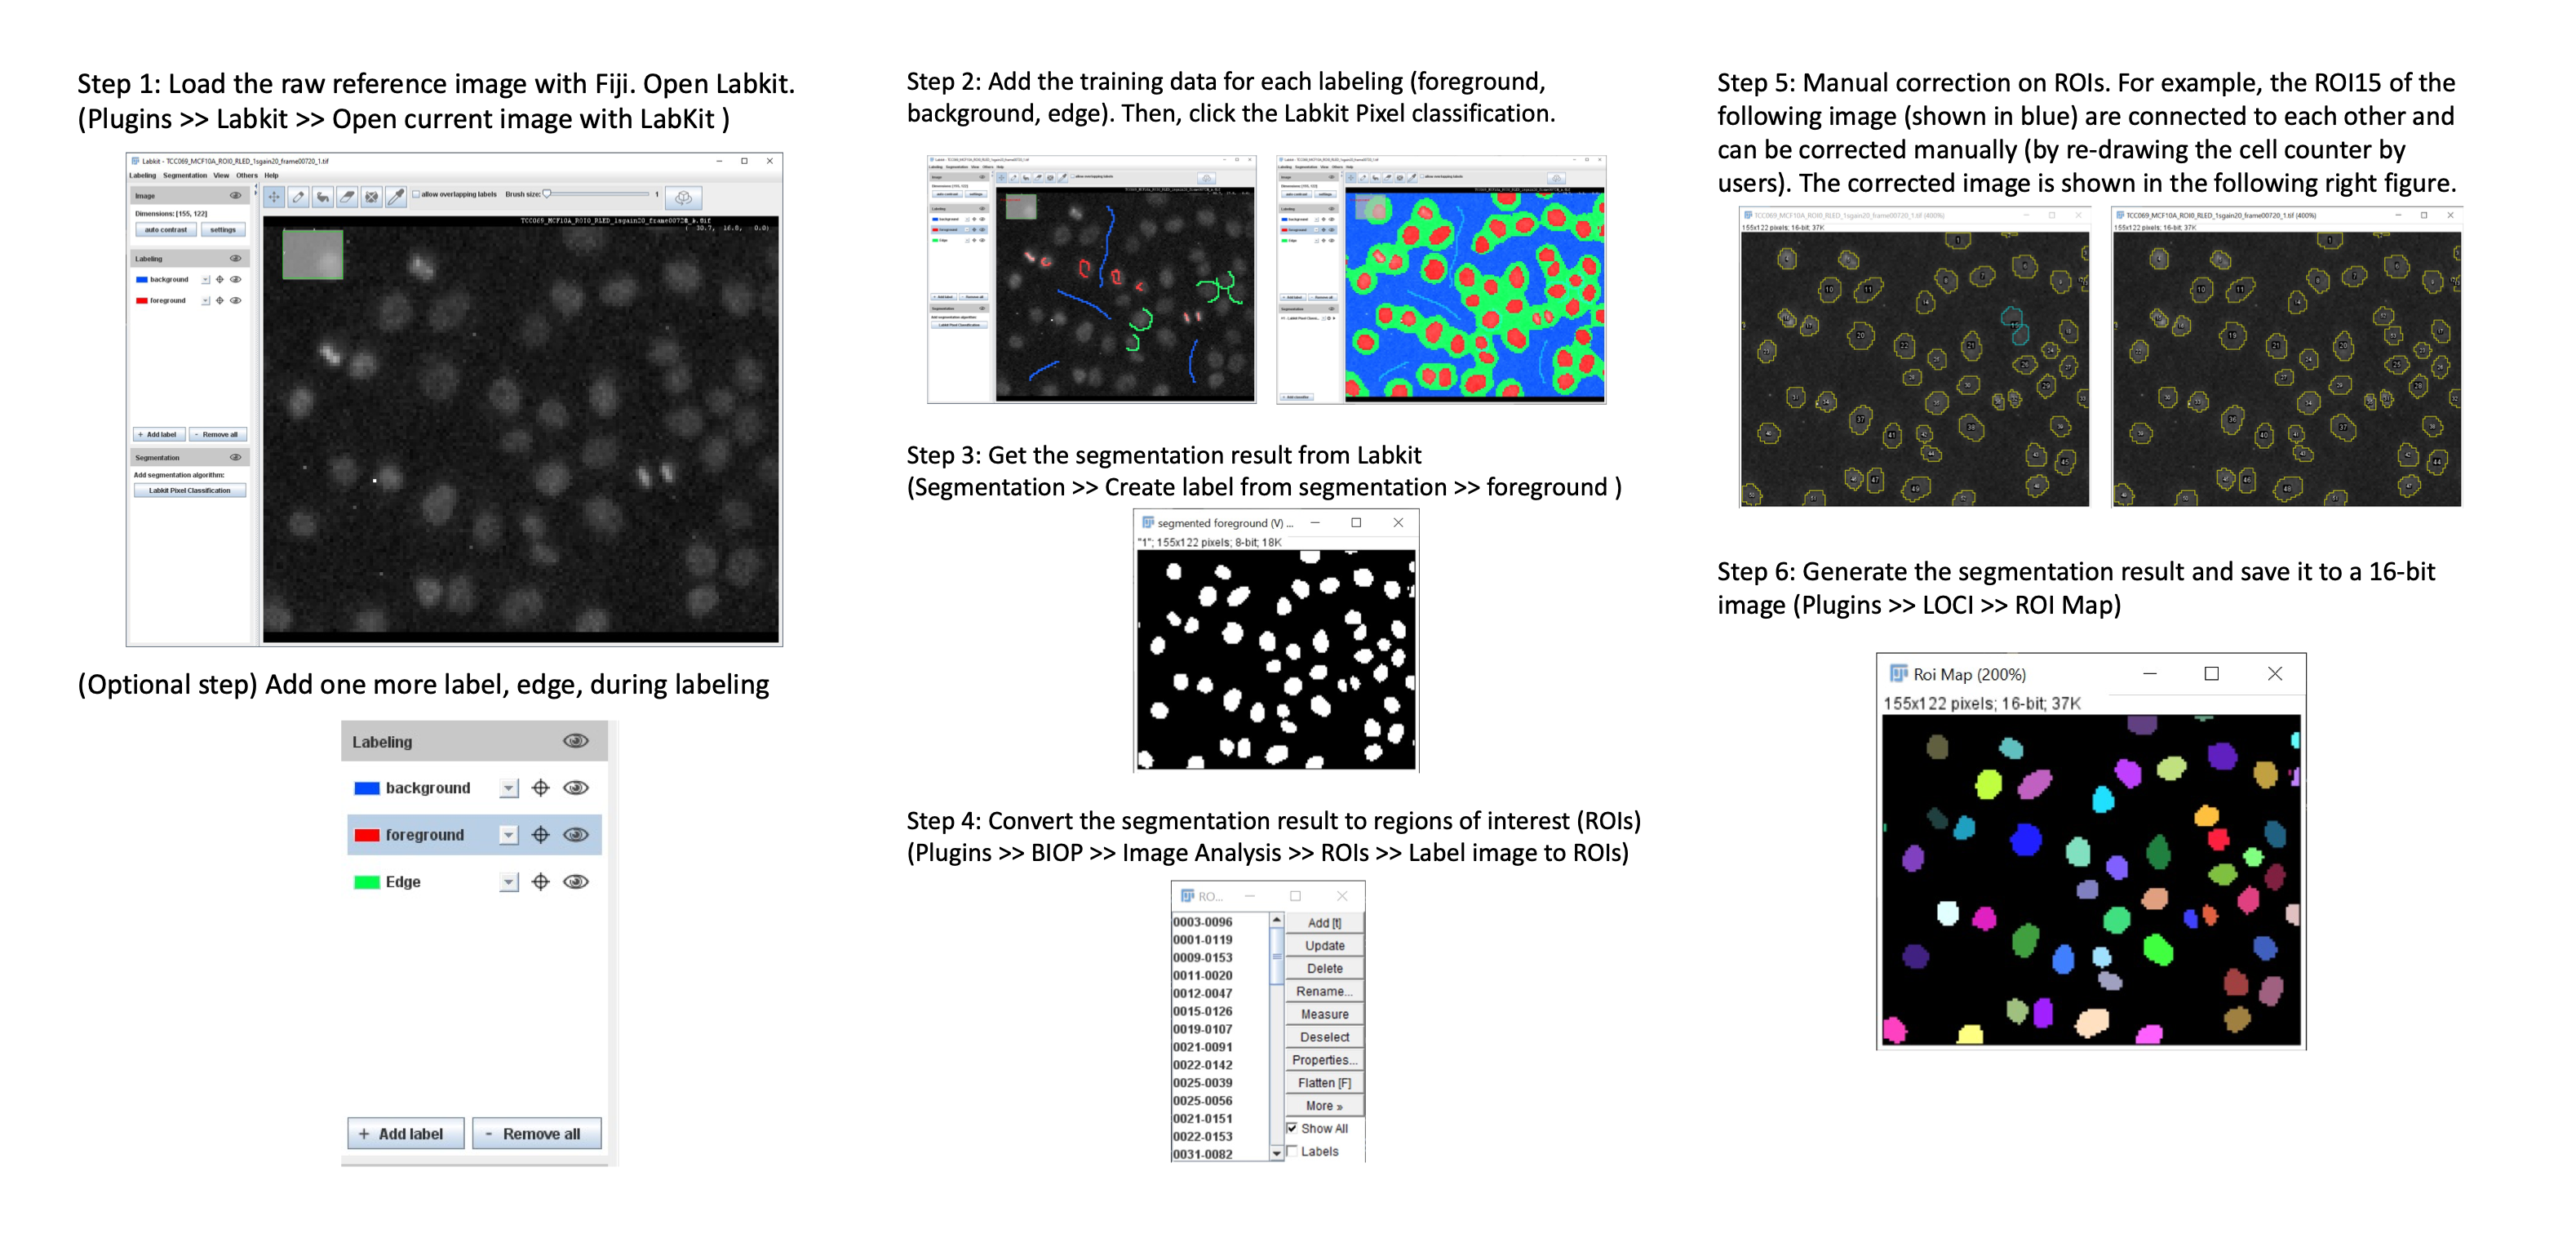 Step 1: Load the raw reference image with Fiji. Open Labkit.
(Plugins >> Labkit >> Open current image with LabKit )
Labkit - TCC069_MCF10A_ROI0_RLED_1sgain20_frame00720_1.tif
Labeling Segmentation View Others Help
Image
allow overlapping labels Brush size: 1
Dimensions: [155, 122]
auto contrast settings
Labeling
background
foreground
+ Add label - Remove all
Segmentation
Add segmentation algorithm:
Labkit Pixel Classification
(Optional step) Add one more label, edge, during labeling
Labeling
background
foreground
Edge
+ Add label - Remove all
Step 2: Add the training data for each labeling (foreground,
background, edge). Then, click the Labkit Pixel classification.
Step 3: Get the segmentation result from Labkit
(Segmentation >> Create label from segmentation >> foreground )
segmented foreground (V) ...
"1"; 155x122 pixels; 8-bit; 18K
Step 4: Convert the segmentation result to regions of interest (ROIs)
(Plugins >> BIOP >> Image Analysis >> ROIs >> Label image to ROIs)
RO...
0003-0096
0001-0119
0009-0153
0011-0020
0012-0047
0015-0126
0019-0107
0021-0091
0022-0142
0025-0039
0025-0056
0021-0151
0022-0153
0031-0082
Add [t]
Update
Delete
Rename...
Measure
Deselect
Properties...
Flatten [F]
More »
Show All
Labels
Step 5: Manual correction on ROIs. For example, the ROI15 of the
following image (shown in blue) are connected to each other and
can be corrected manually (by re-drawing the cell counter by
users). The corrected image is shown in the following right figure.
TCC069_MCF10A_ROI0_RLED_1sgain20_frame00720_1.tif (400%)
155x122 pixels; 16-bit; 37K
TCC069_MCF10A_ROI0_RLED_1sgain20_frame00720_1.tif (400%)
155x122 pixels; 16-bit; 37K
Step 6: Generate the segmentation result and save it to a 16-bit
image (Plugins >> LOCI >> ROI Map)
Roi Map (200%)
155x122 pixels; 16-bit; 37K